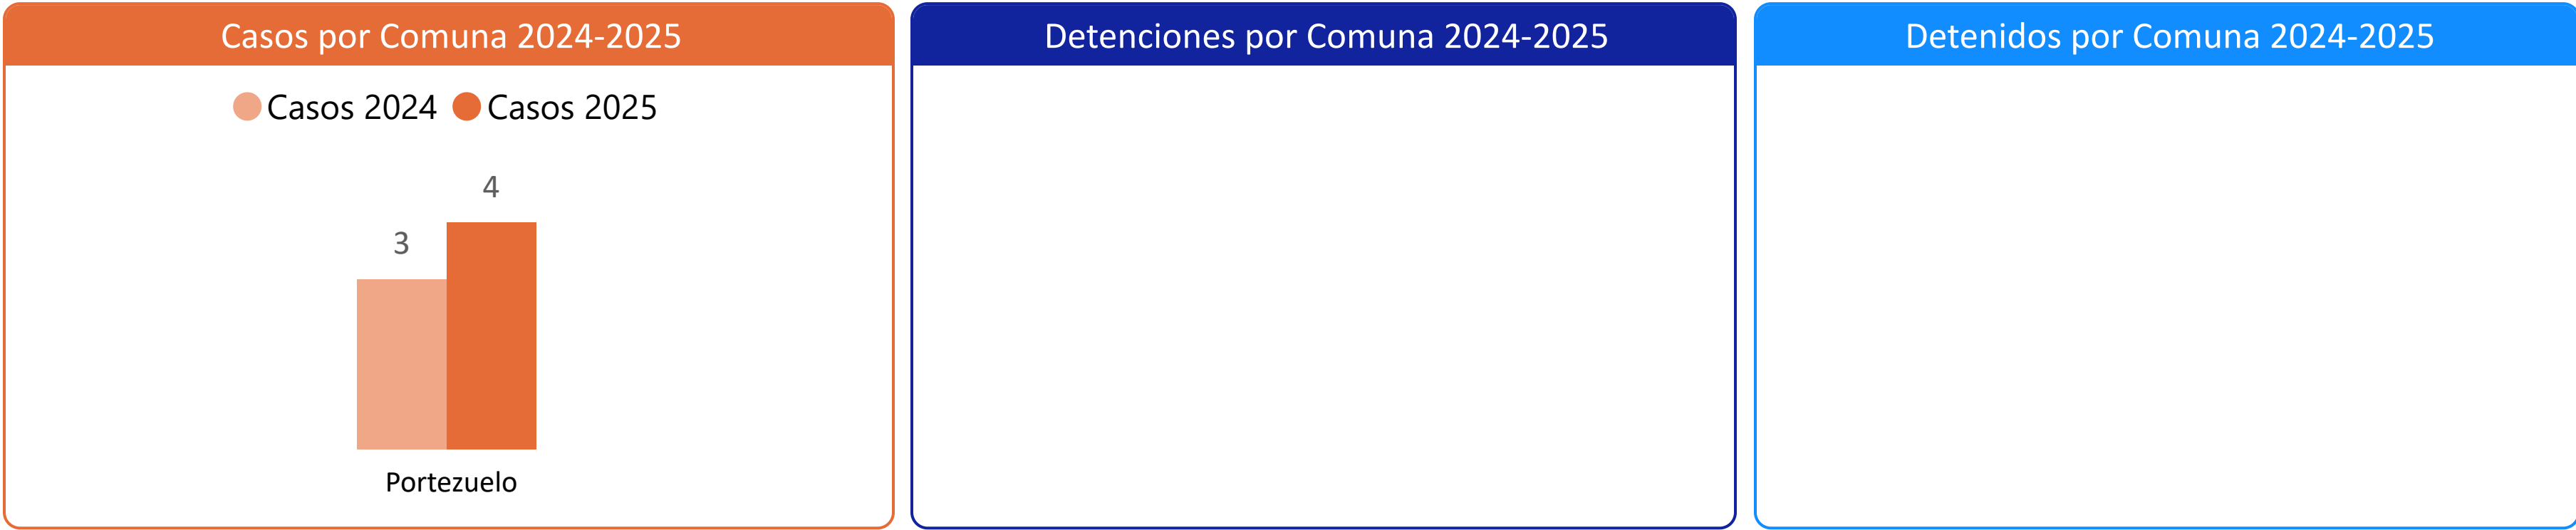 Casos por Comuna 2024-2025
Casos 2024 Casos 2025
4
3
Portezuelo
Detenciones por Comuna 2024-2025
Detenidos por Comuna 2024-2025